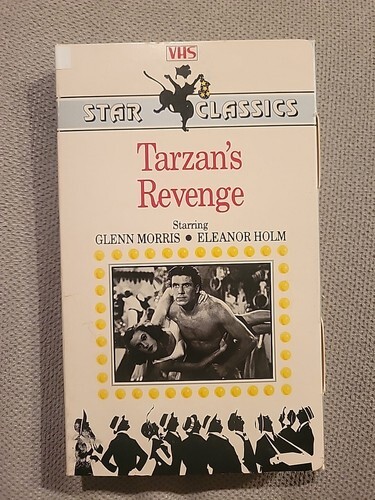 VHS
STAR CLASSICS
Tarzan's
Revenge
Starring
GLENN MORRIS ● ELEANOR HOLM